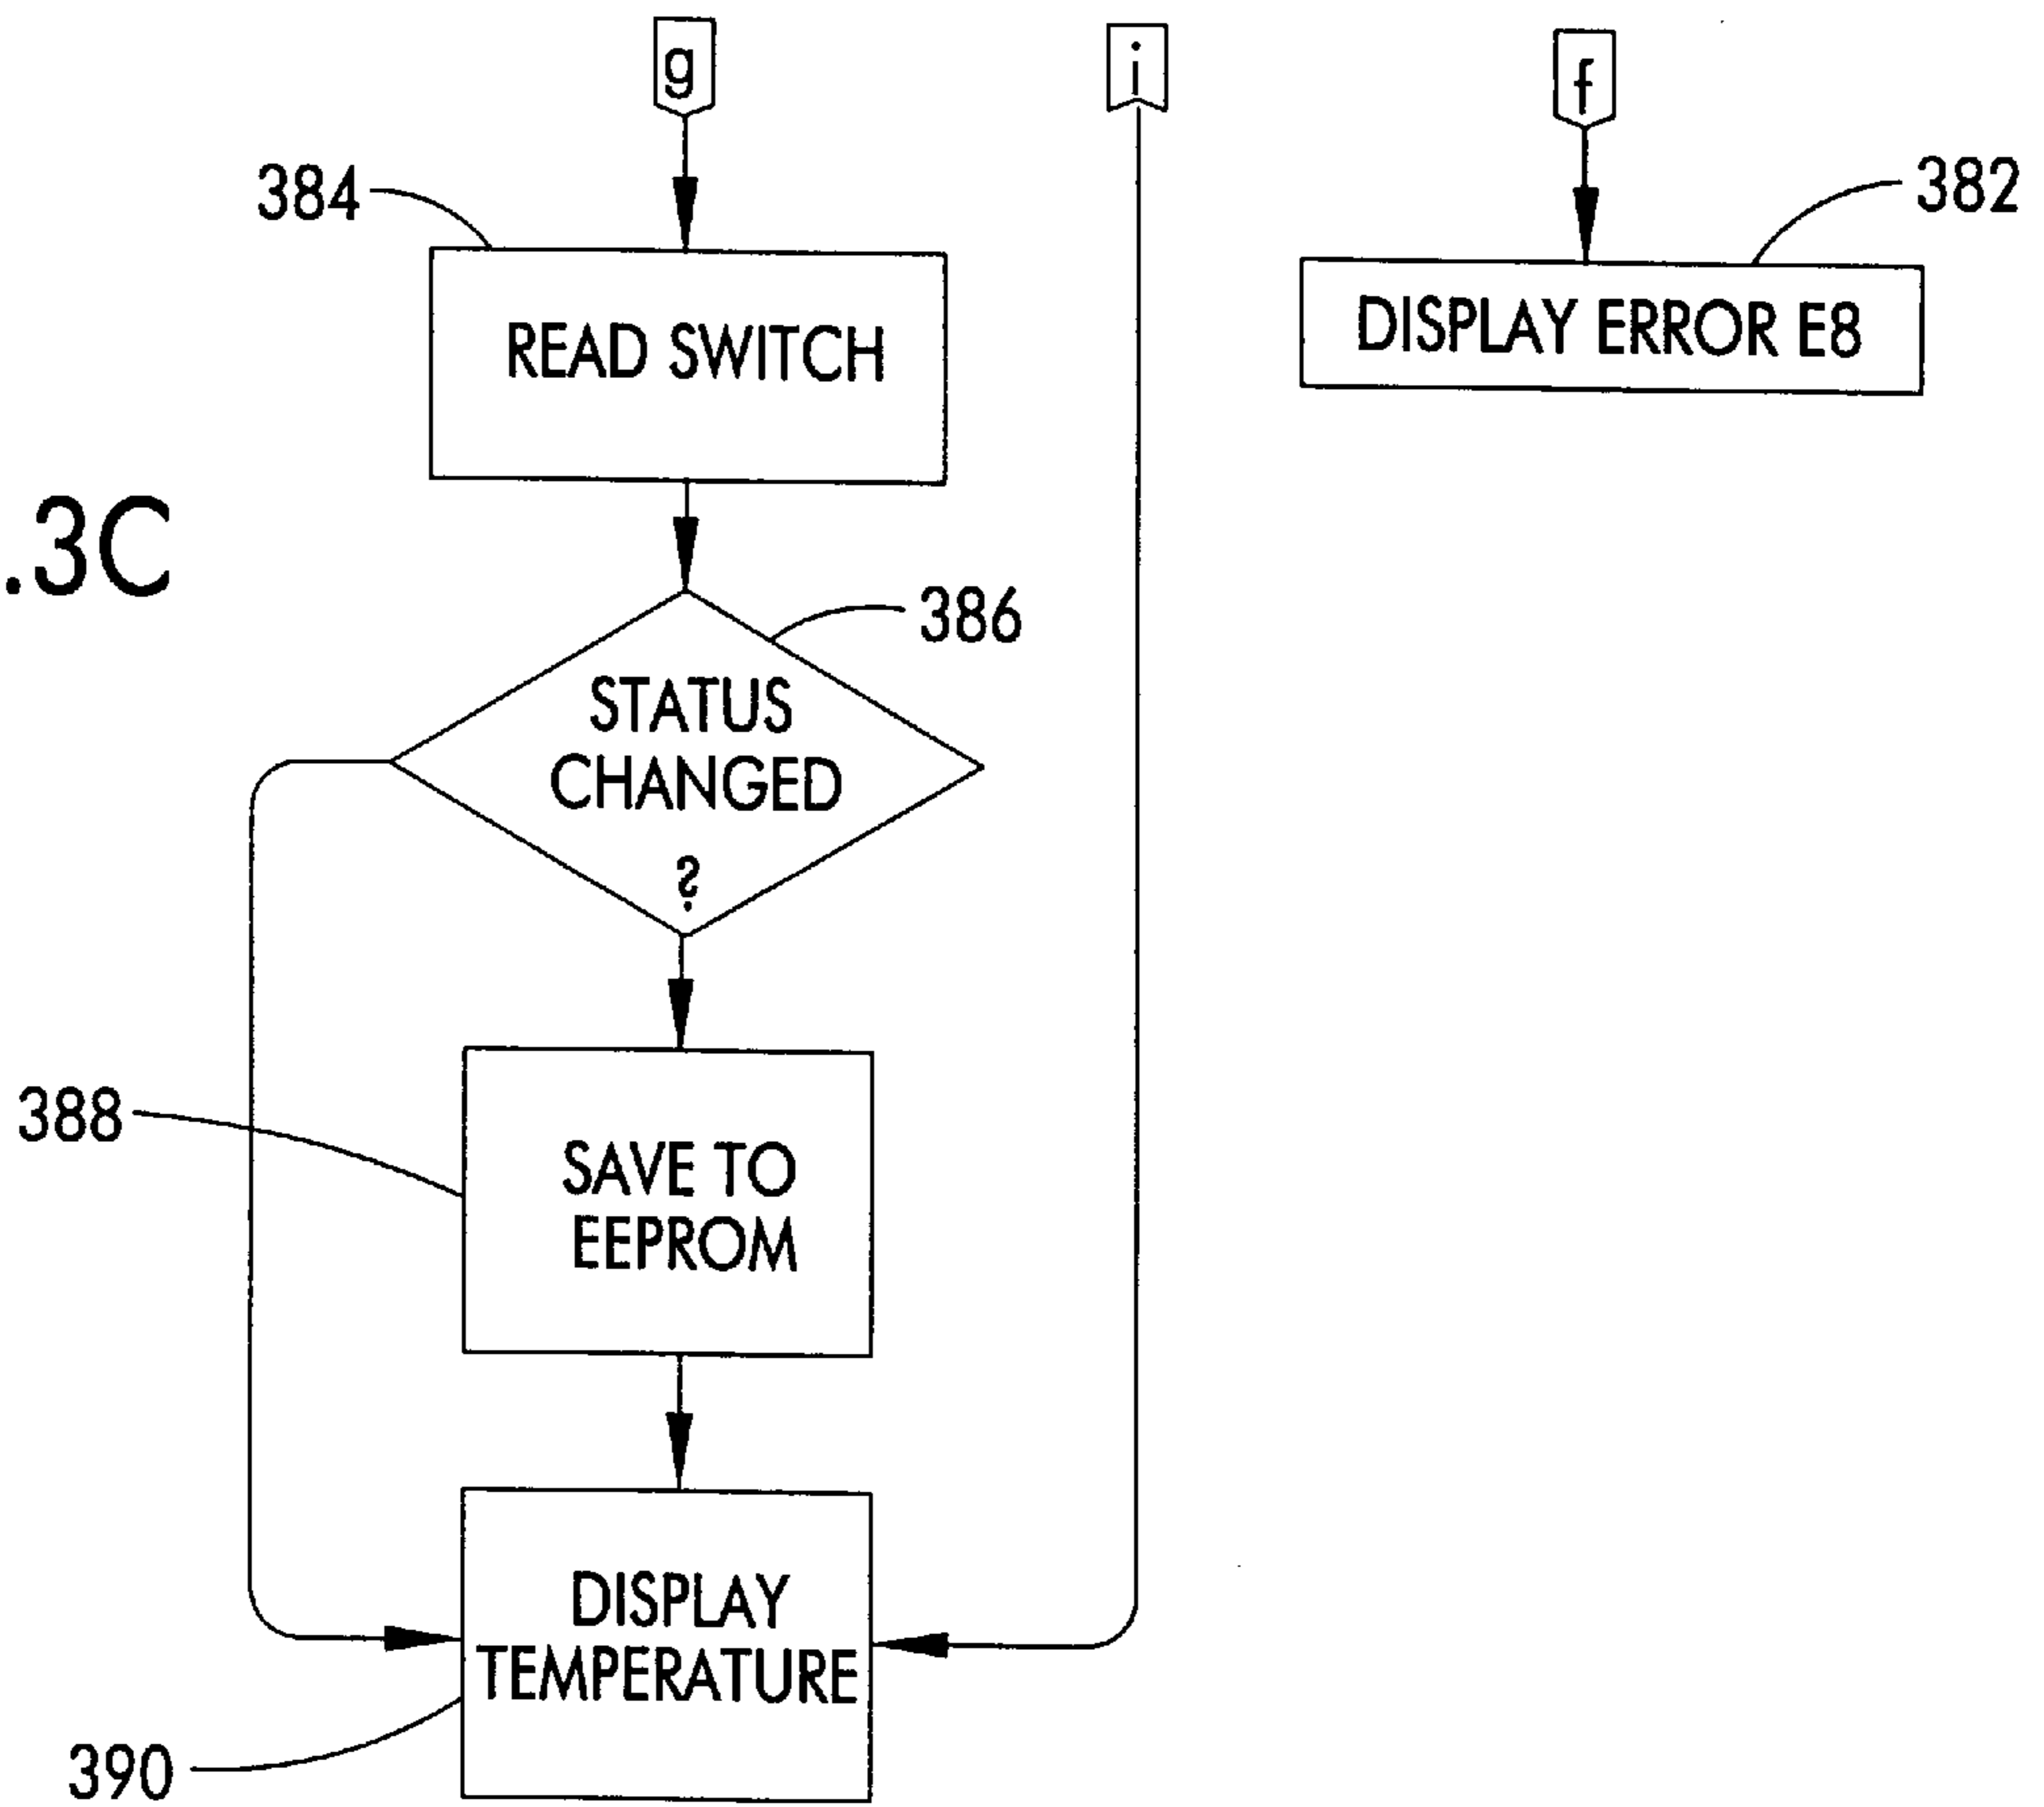 g
i
f
384
382
READ SWITCH
DISPLAY ERROR E8
.3C
386
STATUS
CHANGED
?
388
SAVE TO
EEPROM
DISPLAY
TEMPERATURE
390